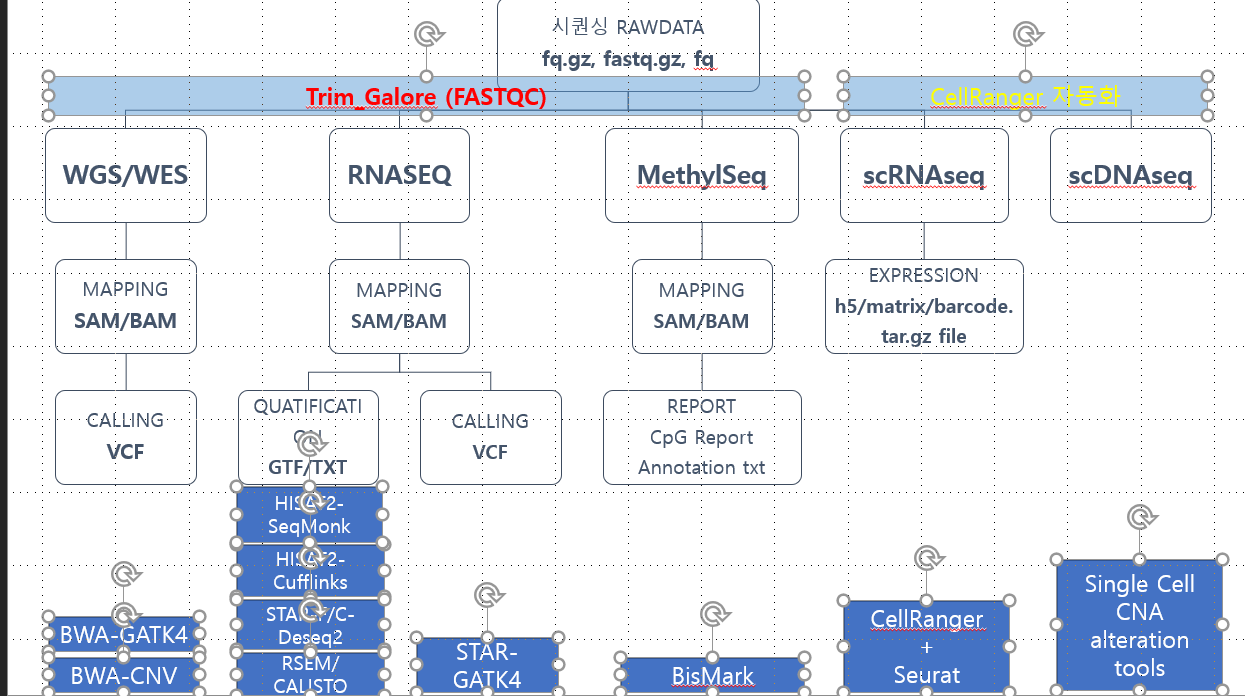 시퀀싱 RAWDATA
fq.gz, fastq.gz, fq
Trim_Galore (FASTQC)
CellRanger 자동화
WGS/WES
RNASEQ
MethylSeq
scRNAseq
scDNAseq
MAPPING
SAM/BAM
MAPPING
SAM/BAM
MAPPING
SAM/BAM
EXPRESSION
h5/matrix/barcode.
tar.gz file
CALLING
VCF
QUATIFICATI
ON
GTF/TXT
CALLING
VCF
REPORT
CpG Report
Annotation txt
HISAT2-
SeqMonk
HISAT2-
Cufflinks
Deseq2
RSEM/
CALISTO
BWA-GATK4
BWA-CNV
STAR-
GATK4
BisMark
CellRanger
+
Seurat
Single Cell
CNA
alteration
tools